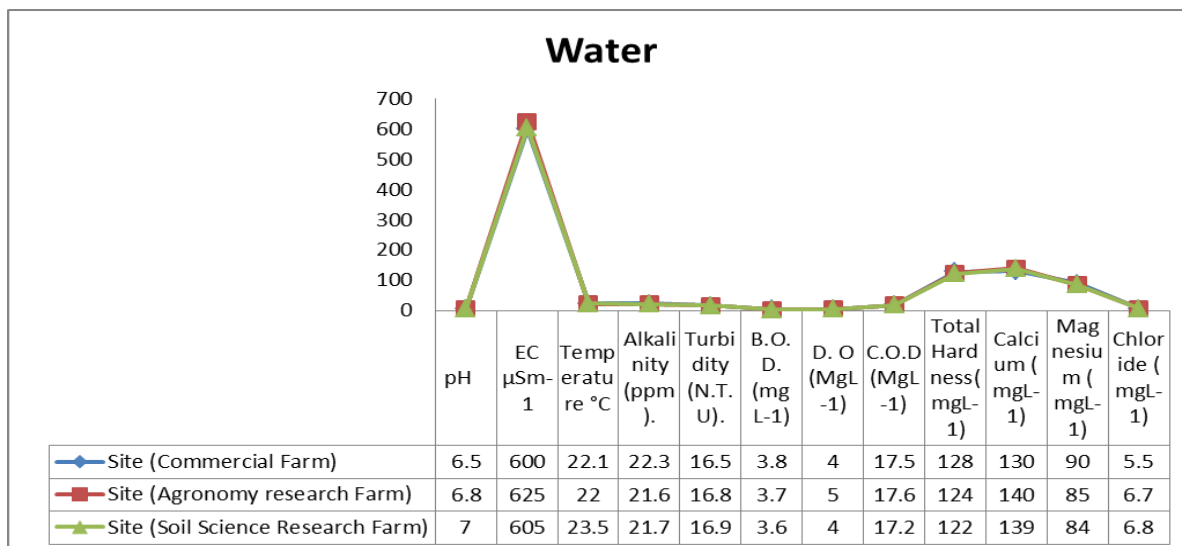 Water
700
600
500
400
300
200
100
0
pH
EC
µSm-
1
Temp
eratu
re °C
Alkali
nity
(ppm
).
Turbi
dity
(N.T.
U).
B.O.
D.
(mg
L-1)
D. O
(MgL
-1)
C.O.D
(MgL
-1)
Total
Hard
ness(
mgL-
1)
Calci
um (
mgL-
1)
Mag
nesiu
m (
mgL-
1)
Chlor
ide (
mgL-
1)
Site (Commercial Farm) 6.5 600 22.1 22.3 16.5 3.8 4 17.5 128 130 90 5.5
Site (Agronomy research Farm) 6.8 625 22 21.6 16.8 3.7 5 17.6 124 140 85 6.7
Site (Soil Science Research Farm) 7 605 23.5 21.7 16.9 3.6 4 17.2 122 139 84 6.8